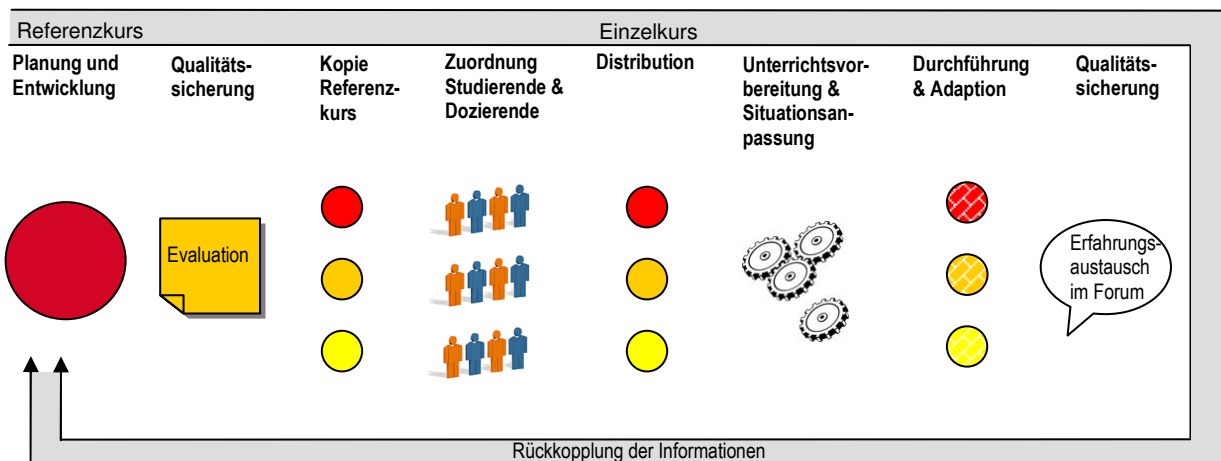 Referenzkurs
Einzelkurs
Planung und
Entwicklung
Qualitäts-
sicherung
Kopie
Referenz-
kurs
Zuordnung
Studierende &
Dozierende
Distribution
Unterrichtsvor-
bereitung &
Situationsan-
passung
Durchführung
& Adaption
Qualitäts-
sicherung
Evaluation
Erfahrungs-
austausch
im Forum
Rückkopplung der Informationen